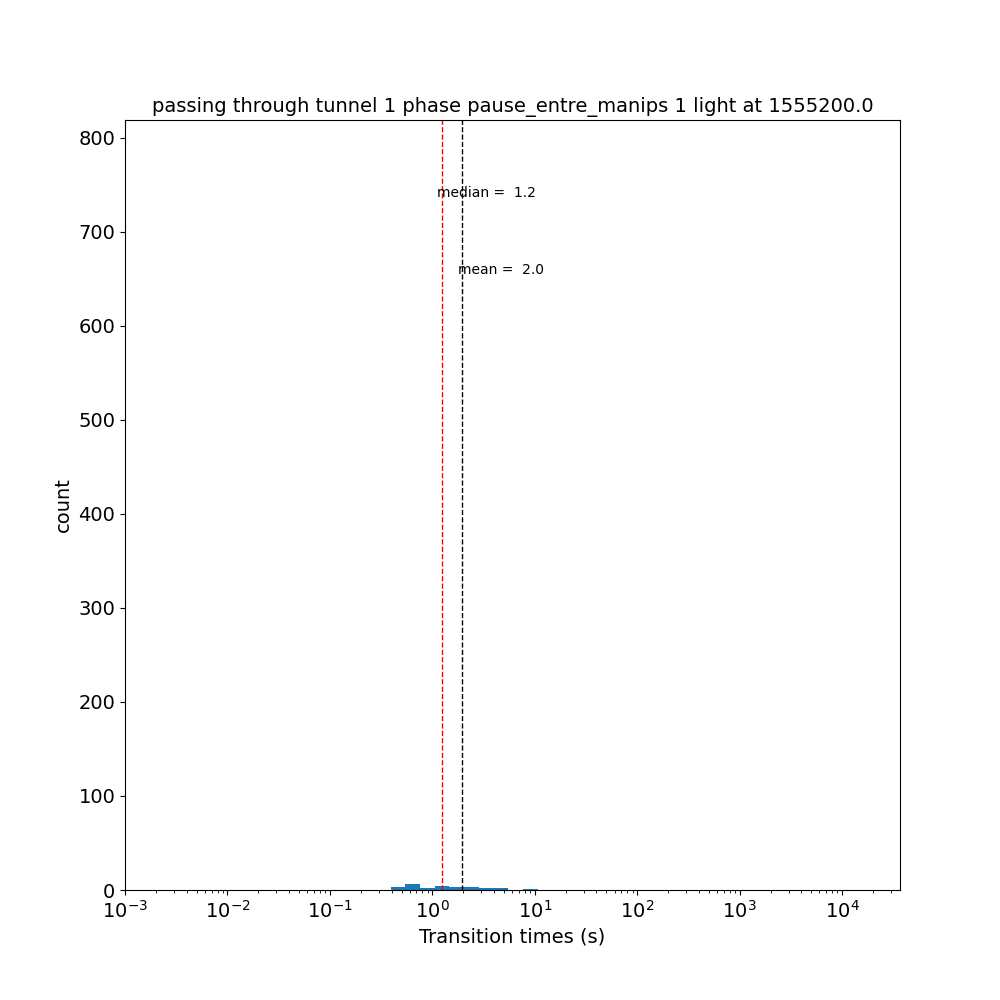 passing through tunnel 1 phase pause_entre_manips 1 light at 1555200.0
800
median =  1.2
700
mean =  2.0
600
500
count
400
300
200
100
0
10⁻³ 10⁻² 10⁻¹ 10⁰ 10¹ 10² 10³ 10⁴
Transition times (s)